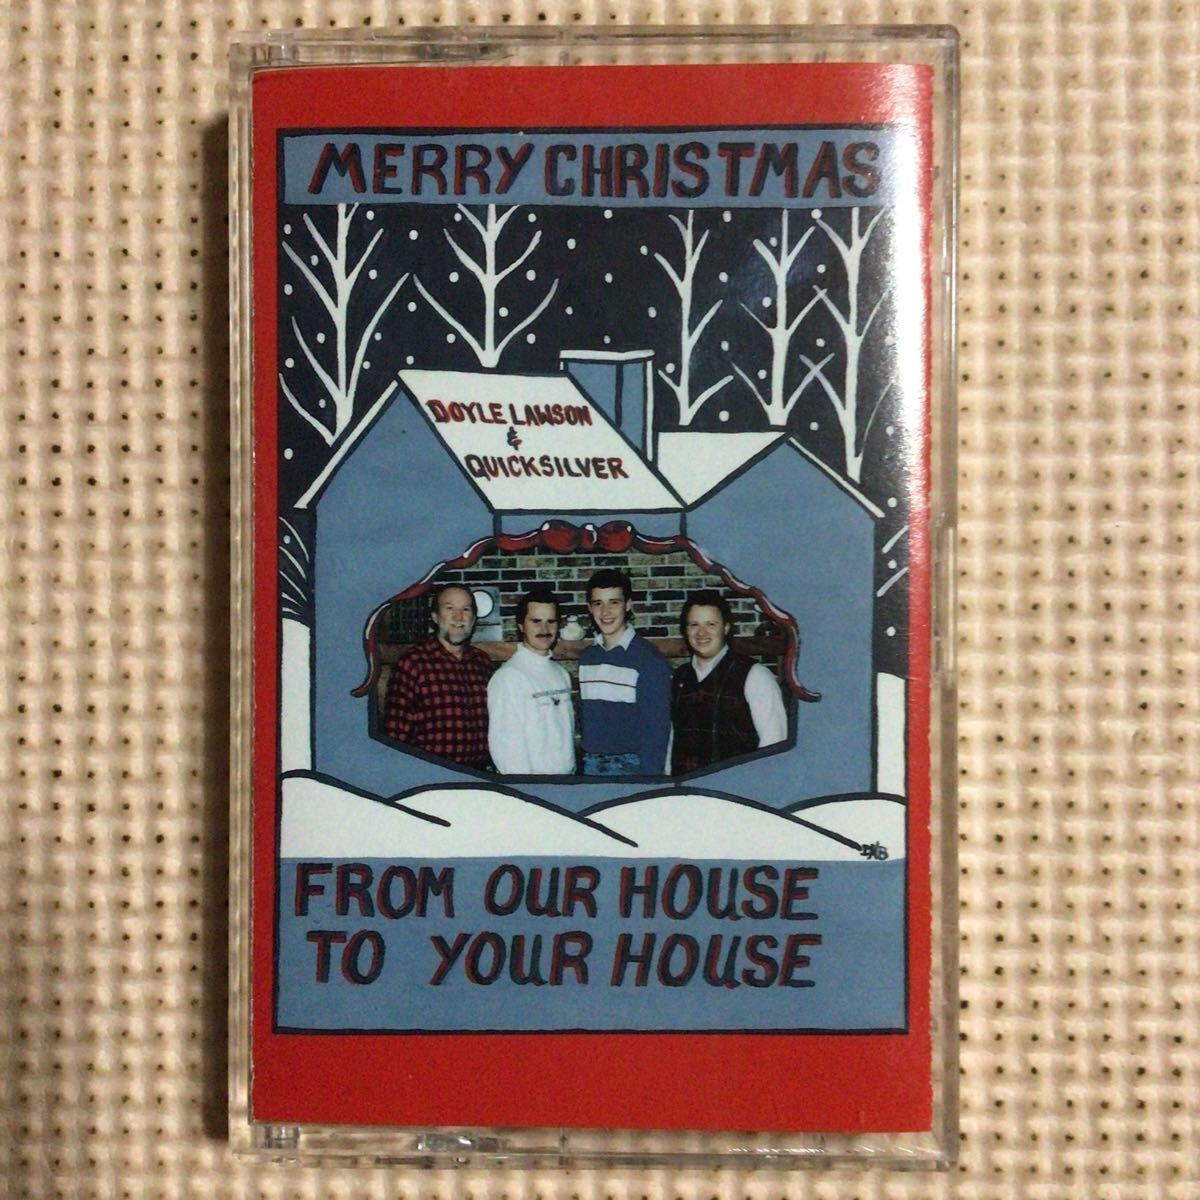 MERRY CHRISTMAS
DOYLE LAWSON
&
QUICKSILVER
FROM OUR HOUSE
TO YOUR HOUSE